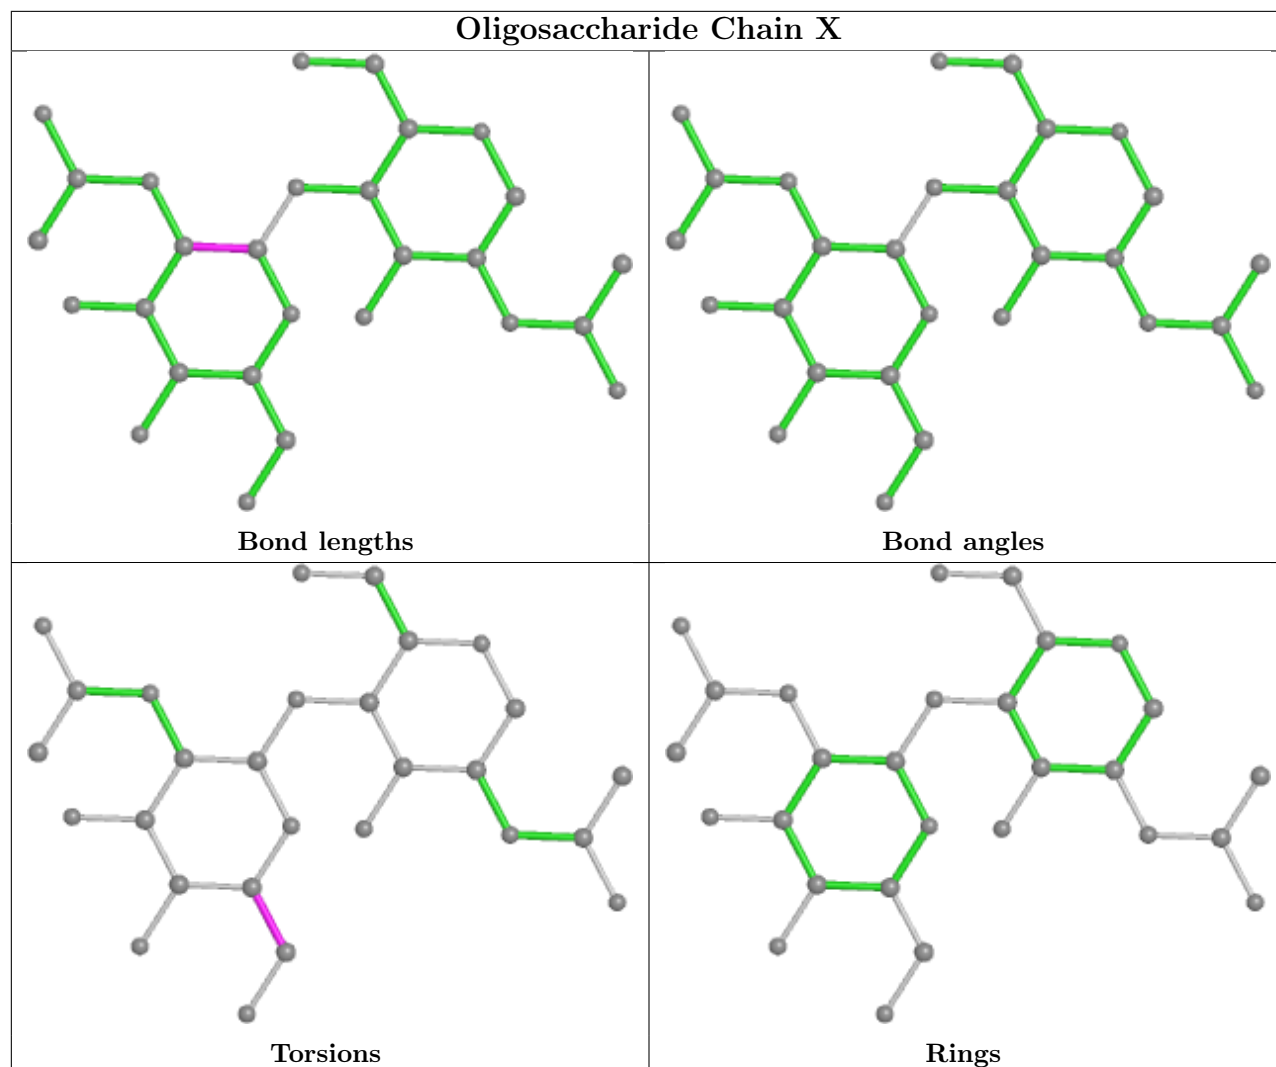 Oligosaccharide Chain X
Bond lengths
Bond angles
Torsions
Rings